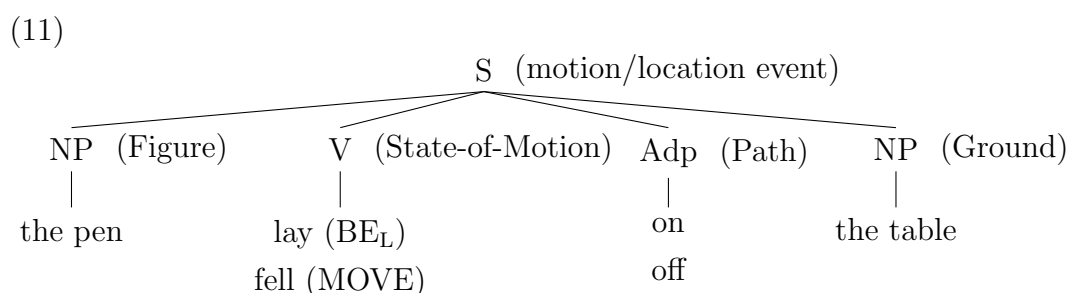 (11)
S (motion/location event)
NP (Figure) V (State-of-Motion) Adp (Path) NP (Ground)
the pen lay (BE_L) on the table
fell (MOVE) off